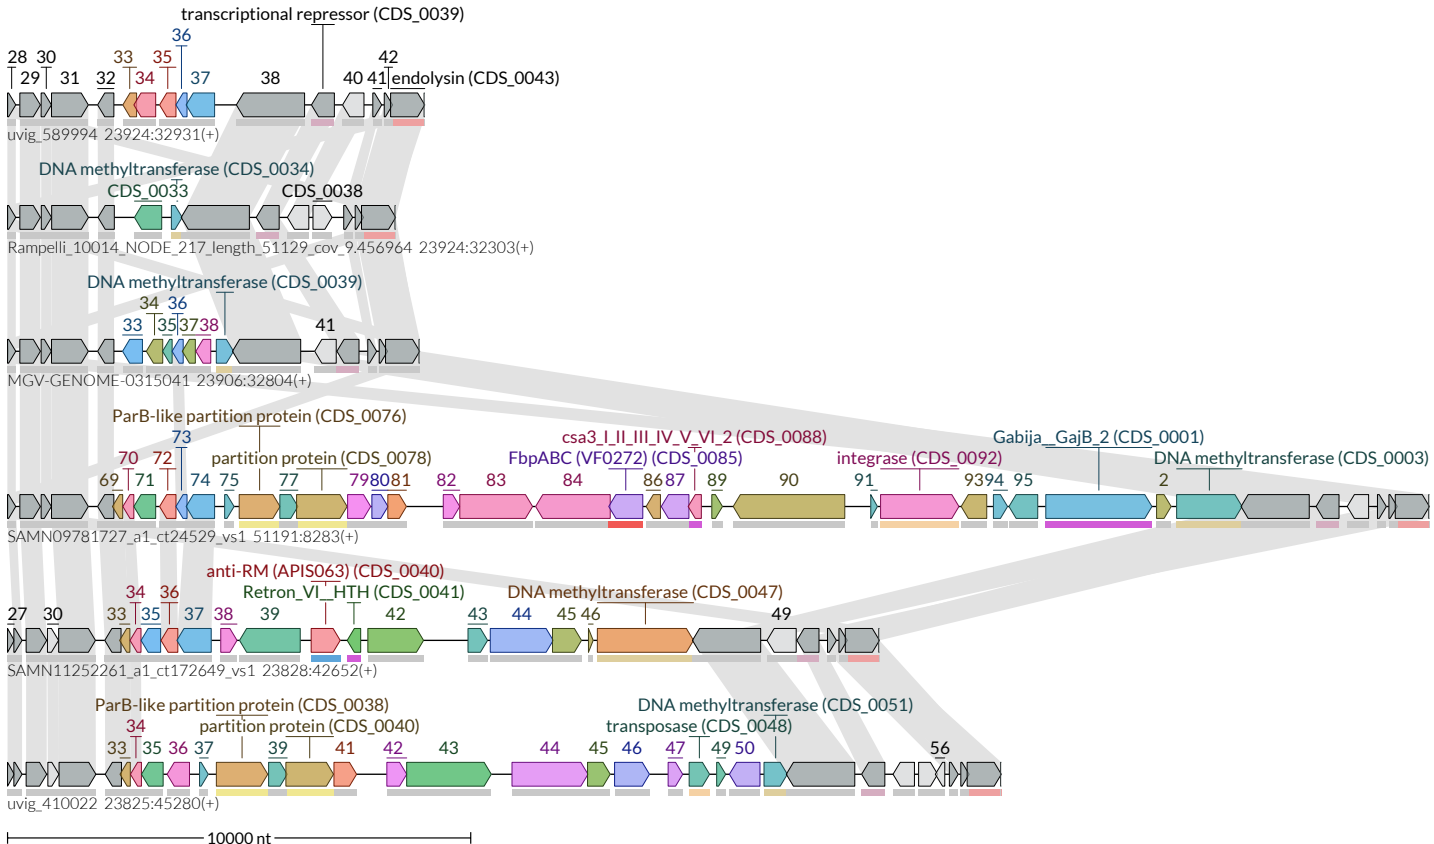 transcriptional repressor (CDS_0039)
36
28 30 33 35 42
29 31 32 34 37 38 40 41 endolysin (CDS_0043)
uvig_589994 23924:32931(+)
DNA methyltransferase (CDS_0034)
CDS_0033 CDS_0038
Rampelli_10014_NODE_217_length_51129_cov_9.456964 23924:32303(+)
DNA methyltransferase (CDS_0039)
34 36
33 35 37 38 41
MGV-GENOME-0315041 23906:32804(+)
ParB-like partition protein (CDS_0076)
73 csa3_I_II_III_IV_V_VI_2 (CDS_0088) Gabija__GajB_2 (CDS_0001)
70 72 partition protein (CDS_0078) FbpABC (VF0272) (CDS_0085) integrase (CDS_0092) DNA methyltransferase (CDS_0003)
69 71 74 75 77 79 80 81 82 83 84 86 87 89 90 91 93 94 95 2
SAMN09781727_a1_ct24529_vs1 51191:8283(+)
anti-RM (APIS063) (CDS_0040)
34 36 Retron_VI__HTH (CDS_0041) DNA methyltransferase (CDS_0047)
27 30 33 35 37 38 39 42 43 44 45 46 49
SAMN11252261_a1_ct172649_vs1 23828:42652(+)
ParB-like partition protein (CDS_0038) DNA methyltransferase (CDS_0051)
34 partition protein (CDS_0040) transposase (CDS_0048)
33 35 36 37 39 41 42 43 44 45 46 47 49 50 56
uvig_410022 23825:45280(+)
10000 nt